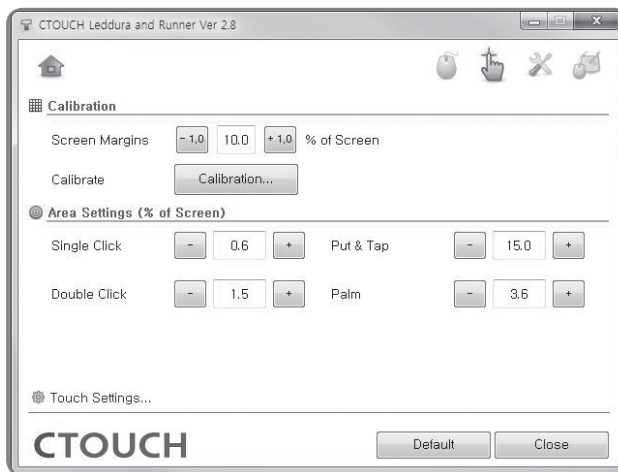 CTOUCH Leddura and Runner Ver 2.8
Calibration
Screen Margins - 1,0 10.0 + 1,0 % of Screen
Calibrate Calibration...
Area Settings (% of Screen)
Single Click - 0.6 + Put & Tap - 15.0 +
Double Click - 1.5 + Palm - 3.6 +
Touch Settings...
CTOUCH Default Close